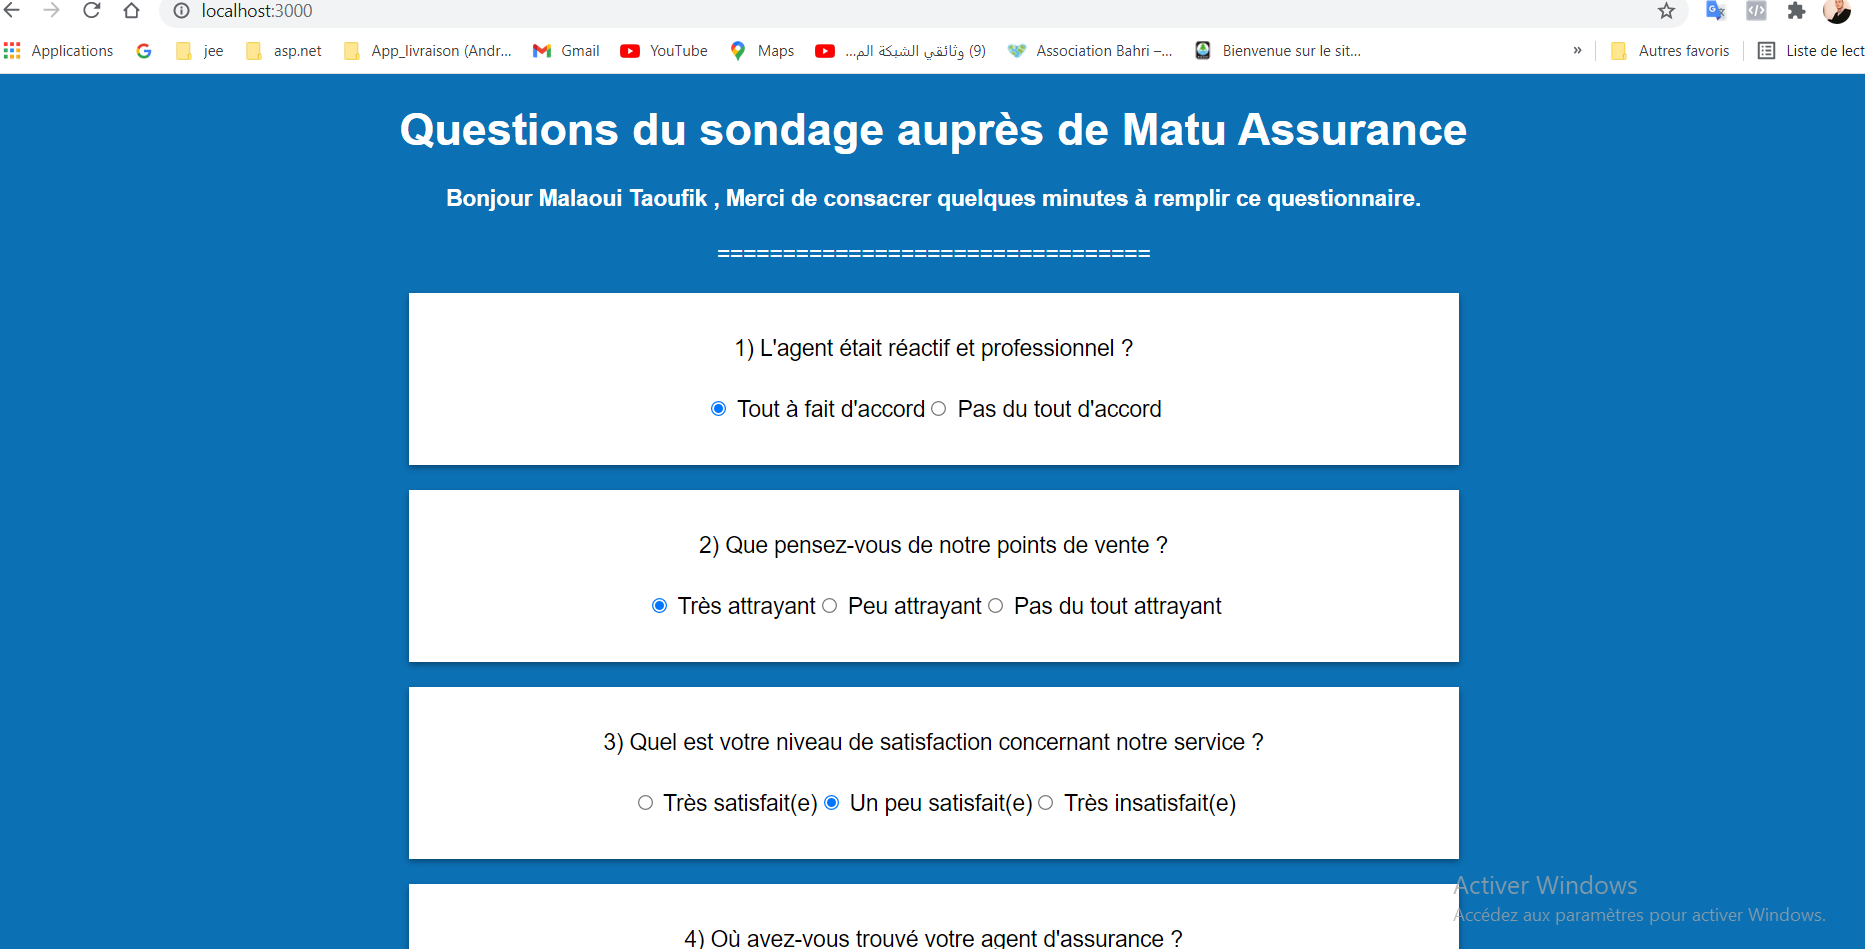 localhost:3000
Applications jee asp.net App_livraison (Andr... Gmail YouTube Maps (9) وثائقي الشبكة الم... Association Bahri –... Bienvenue sur le sit... » Autres favoris Liste de lect
Questions du sondage auprès de Matu Assurance
Bonjour Malaoui Taoufik , Merci de consacrer quelques minutes à remplir ce questionnaire.
=================================
1) L'agent était réactif et professionnel ?
Tout à fait d'accord Pas du tout d'accord
2) Que pensez-vous de notre points de vente ?
Très attrayant Peu attrayant Pas du tout attrayant
3) Quel est votre niveau de satisfaction concernant notre service ?
Très satisfait(e) Un peu satisfait(e) Très insatisfait(e)
4) Où avez-vous trouvé votre agent d'assurance ?
Activer Windows
Accédez aux paramètres pour activer Windows.